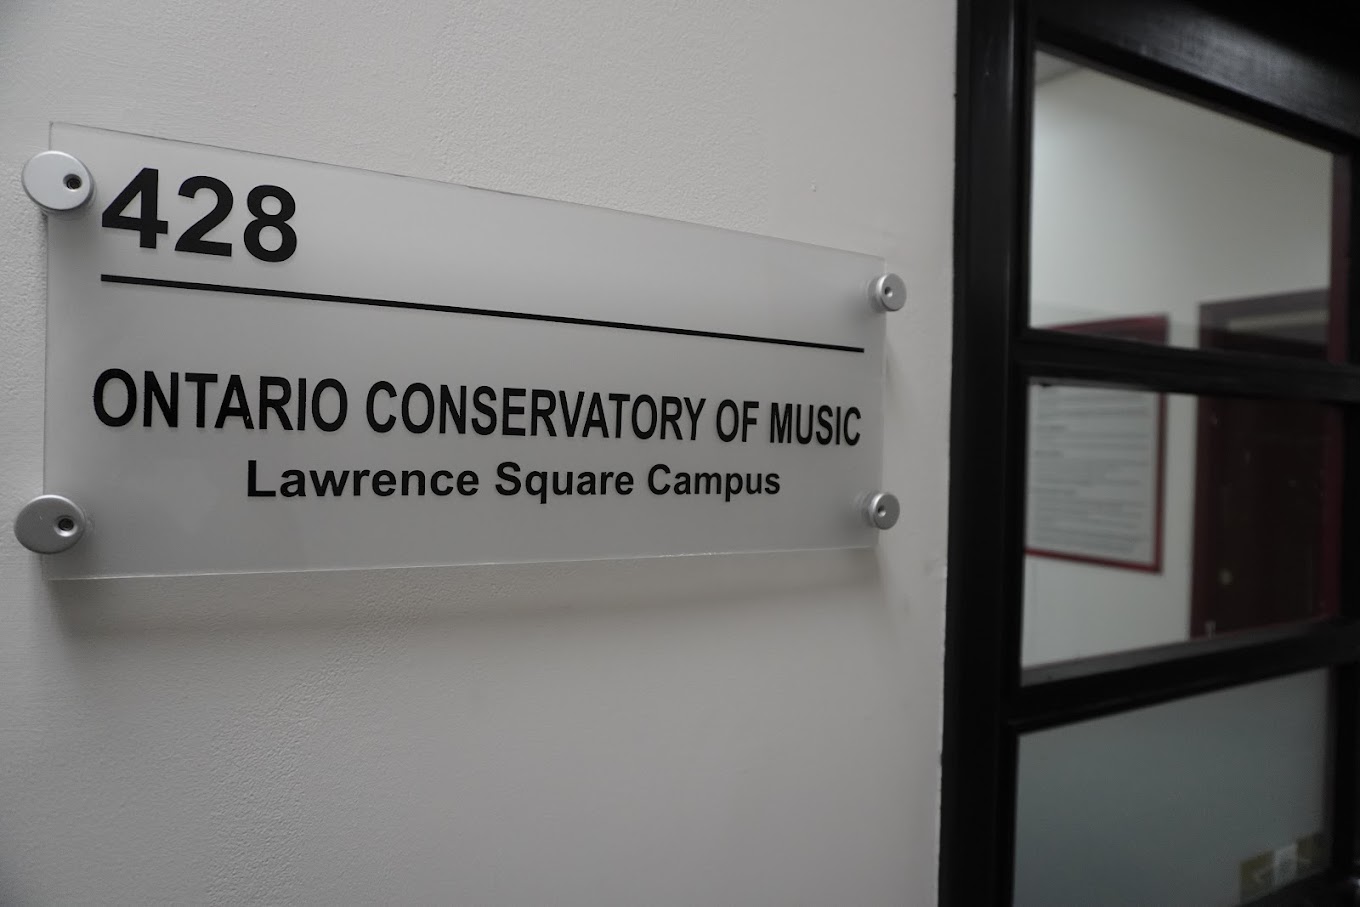 428
ONTARIO CONSERVATORY OF MUSIC
Lawrence Square Campus